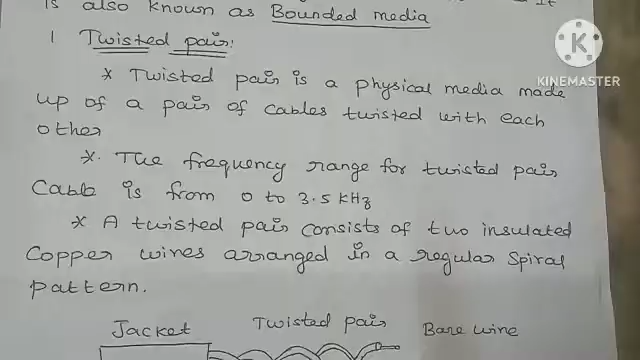 is also known as Bounded media
1 Twisted pair:
* Twisted pair is a physical media made
up of a pair of cables twisted with each
other
*. The frequency range for twisted pair
Cable is from 0 to 3.5 KHz
* A twisted pair consists of two insulated
Copper wires arranged in a regular spiral
pattern.
Jacket Twisted pair Bare wire
K
KINEMASTER